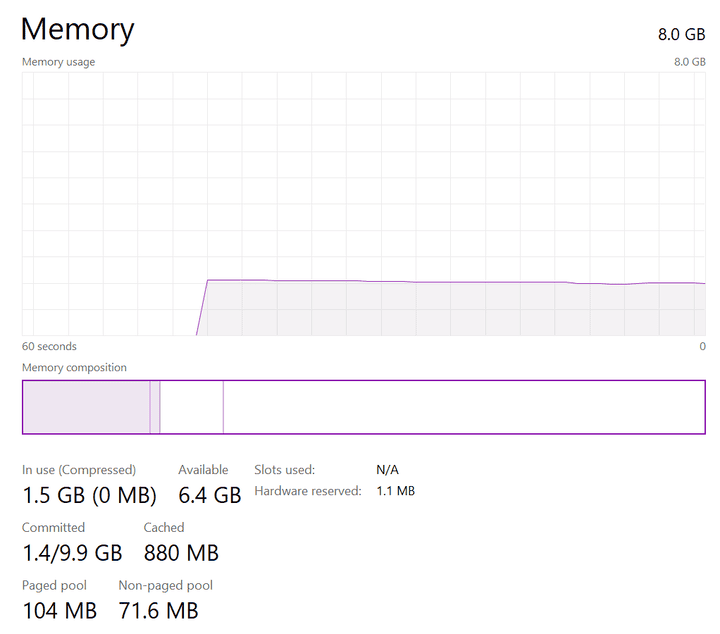 Memory 8.0 GB
Memory usage 8.0 GB
60 seconds 0
Memory composition
In use (Compressed) Available Slots used: N/A
1.5 GB (0 MB) 6.4 GB Hardware reserved: 1.1 MB
Committed Cached
1.4/9.9 GB 880 MB
Paged pool Non-paged pool
104 MB 71.6 MB